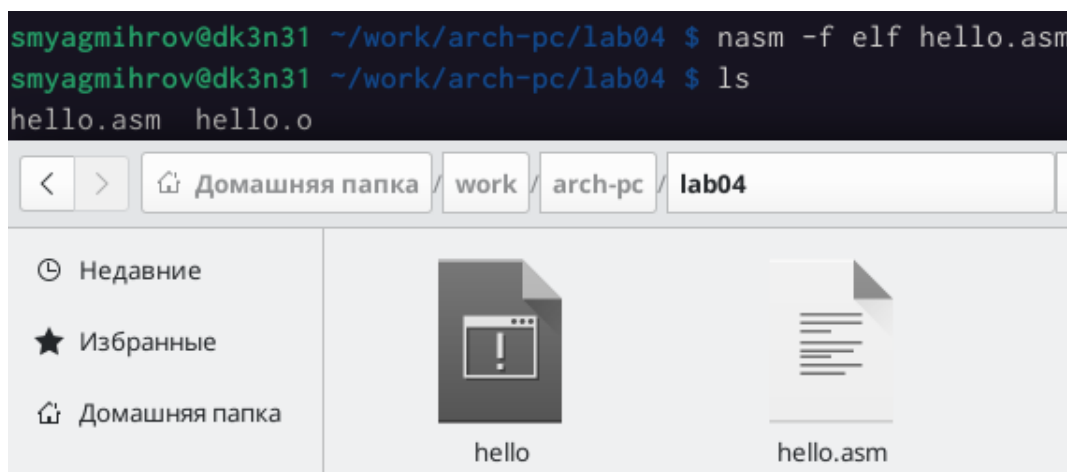 smyagmihrov@dk3n31 ~/work/arch-pc/lab04 $ nasm -f elf hello.asm
smyagmihrov@dk3n31 ~/work/arch-pc/lab04 $ ls
hello.asm  hello.o
Домашняя папка / work / arch-pc / lab04
Недавние
Избранные
Домашняя папка
hello
hello.asm